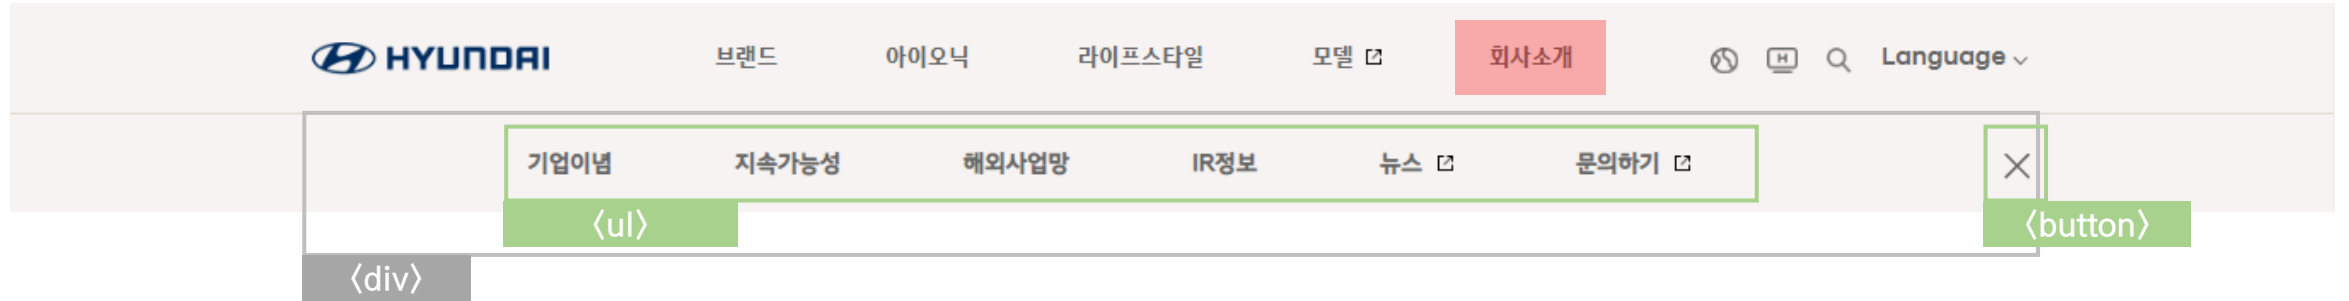 HYUNDAI 브랜드 아이오닉 라이프스타일 모델 회사소개 H Language
기업이념 지속가능성 해외사업망 IR정보 뉴스 문의하기
〈ul〉 〈button〉
〈div〉